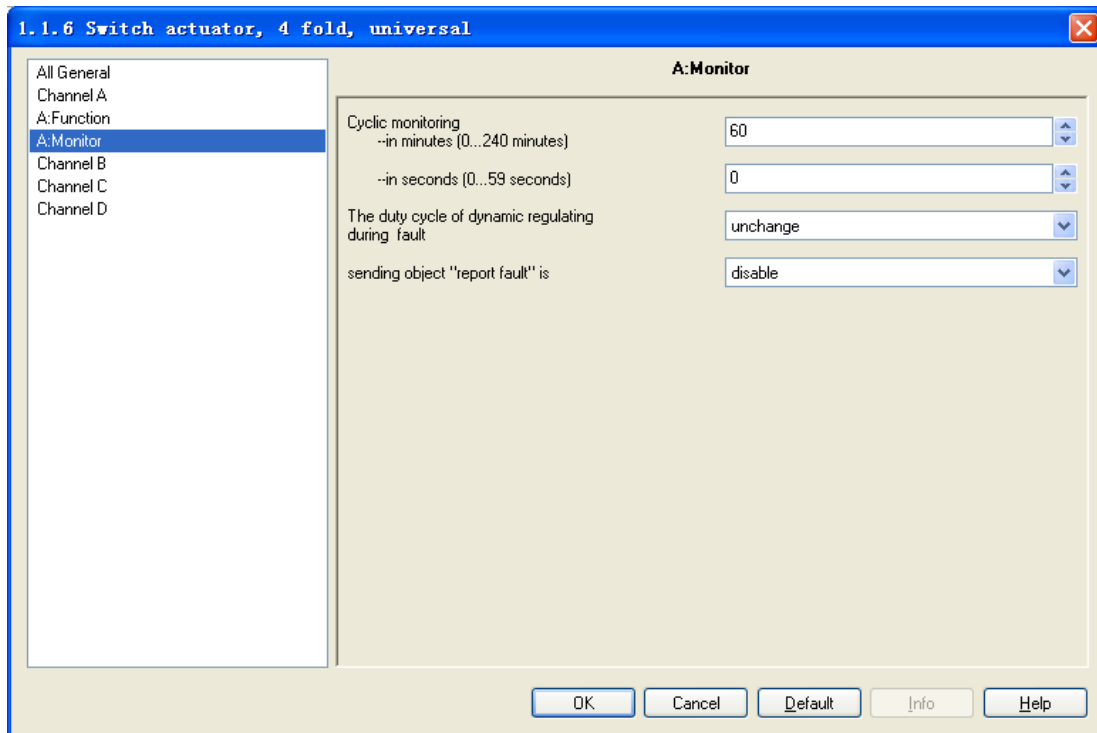 1.1.6 Switch actuator, 4 fold, universal
All General
Channel A
A:Function
A:Monitor
Channel B
Channel C
Channel D
A:Monitor
Cyclic monitoring
--in minutes (0...240 minutes)
60
--in seconds (0...59 seconds)
0
The duty cycle of dynamic regulating
during fault
unchange
sending object "report fault" is
disable
OK
Cancel
Default
Info
Help